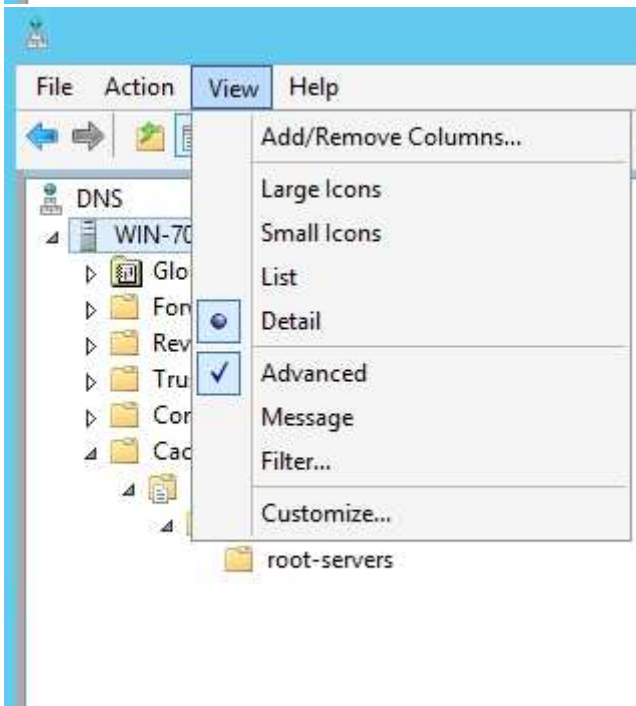 File Action View Help
Add/Remove Columns...
Large Icons
Small Icons
List
Detail
Advanced
Message
Filter...
Customize...
DNS
WIN-70
Glo
For
Rev
Tru
Cor
Cac
root-servers